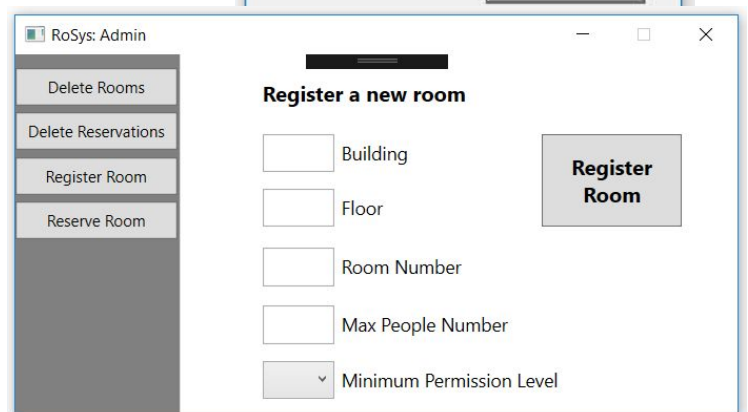 RoSys: Admin
Delete Rooms
Delete Reservations
Register Room
Reserve Room
Register a new room
Building
Floor
Room Number
Max People Number
Minimum Permission Level
Register
Room